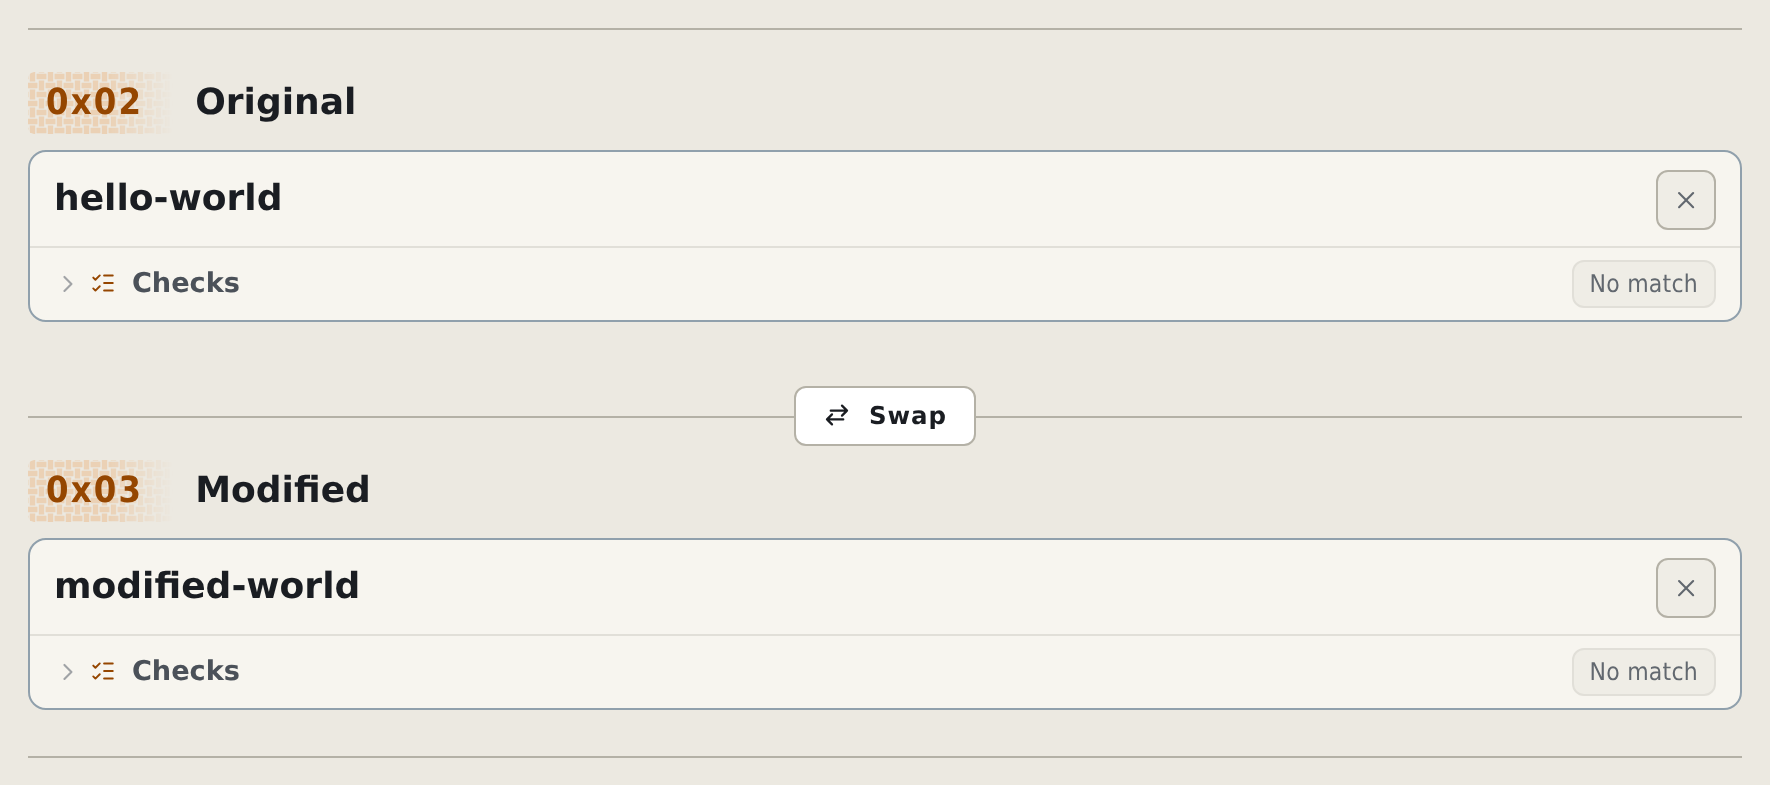 0x02 Original
hello-world
Checks No match
Swap
0x03 Modified
modified-world
Checks No match